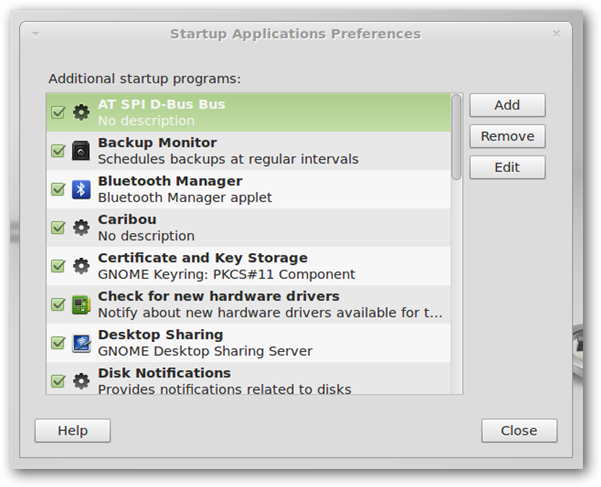 Startup Applications Preferences
Additional startup programs:
AT SPI D-Bus Bus
No description
Backup Monitor
Schedules backups at regular intervals
Bluetooth Manager
Bluetooth Manager applet
Caribou
No description
Certificate and Key Storage
GNOME Keyring: PKCS#11 Component
Check for new hardware drivers
Notify about new hardware drivers available for t...
Desktop Sharing
GNOME Desktop Sharing Server
Disk Notifications
Provides notifications related to disks
Add
Remove
Edit
Help
Close